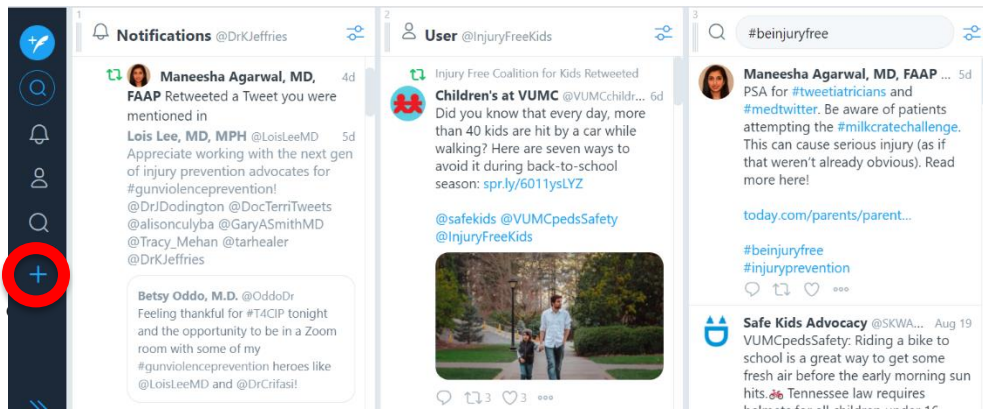 1
Notifications @DrKJeffries
Maneesha Agarwal, MD, 4d
FAAP Retweeted a Tweet you were
mentioned in
Lois Lee, MD, MPH @LoisLeeMD 5d
Appreciate working with the next gen
of injury prevention advocates for
#gunviolenceprevention!
@DrJDodington @DocTerriTweets
@alisonculyba @GaryASmithMD
@Tracy_Mehan @tarhealer
@DrKJeffries
Betsy Oddo, M.D. @OddoDr
Feeling thankful for #T4CIP tonight
and the opportunity to be in a Zoom
room with some of my
#gunviolenceprevention heroes like
@LoisLeeMD and @DrCrifasi!
2
User @InjuryFreeKids
Injury Free Coalition for Kids Retweeted
Children's at VUMC @VUMCchildr... 6d
Did you know that every day, more
than 40 kids are hit by a car while
walking? Here are seven ways to
avoid it during back-to-school
season: spr.ly/6011ysLYZ
@safekids @VUMCpedsSafety
@InjuryFreeKids
3 3
3
#beinjuryfree
Maneesha Agarwal, MD, FAAP ... 5d
PSA for #tweetiatricians and
#medtwitter. Be aware of patients
attempting the #milkcratechallenge.
This can cause serious injury (as if
that weren't already obvious). Read
more here!
today.com/parents/parent...
#beinjuryfree
#injuryprevention
Safe Kids Advocacy @SKWA... Aug 19
VUMCpedsSafety: Riding a bike to
school is a great way to get some
fresh air before the early morning sun
hits. Tennessee law requires
helmets for all children under 16